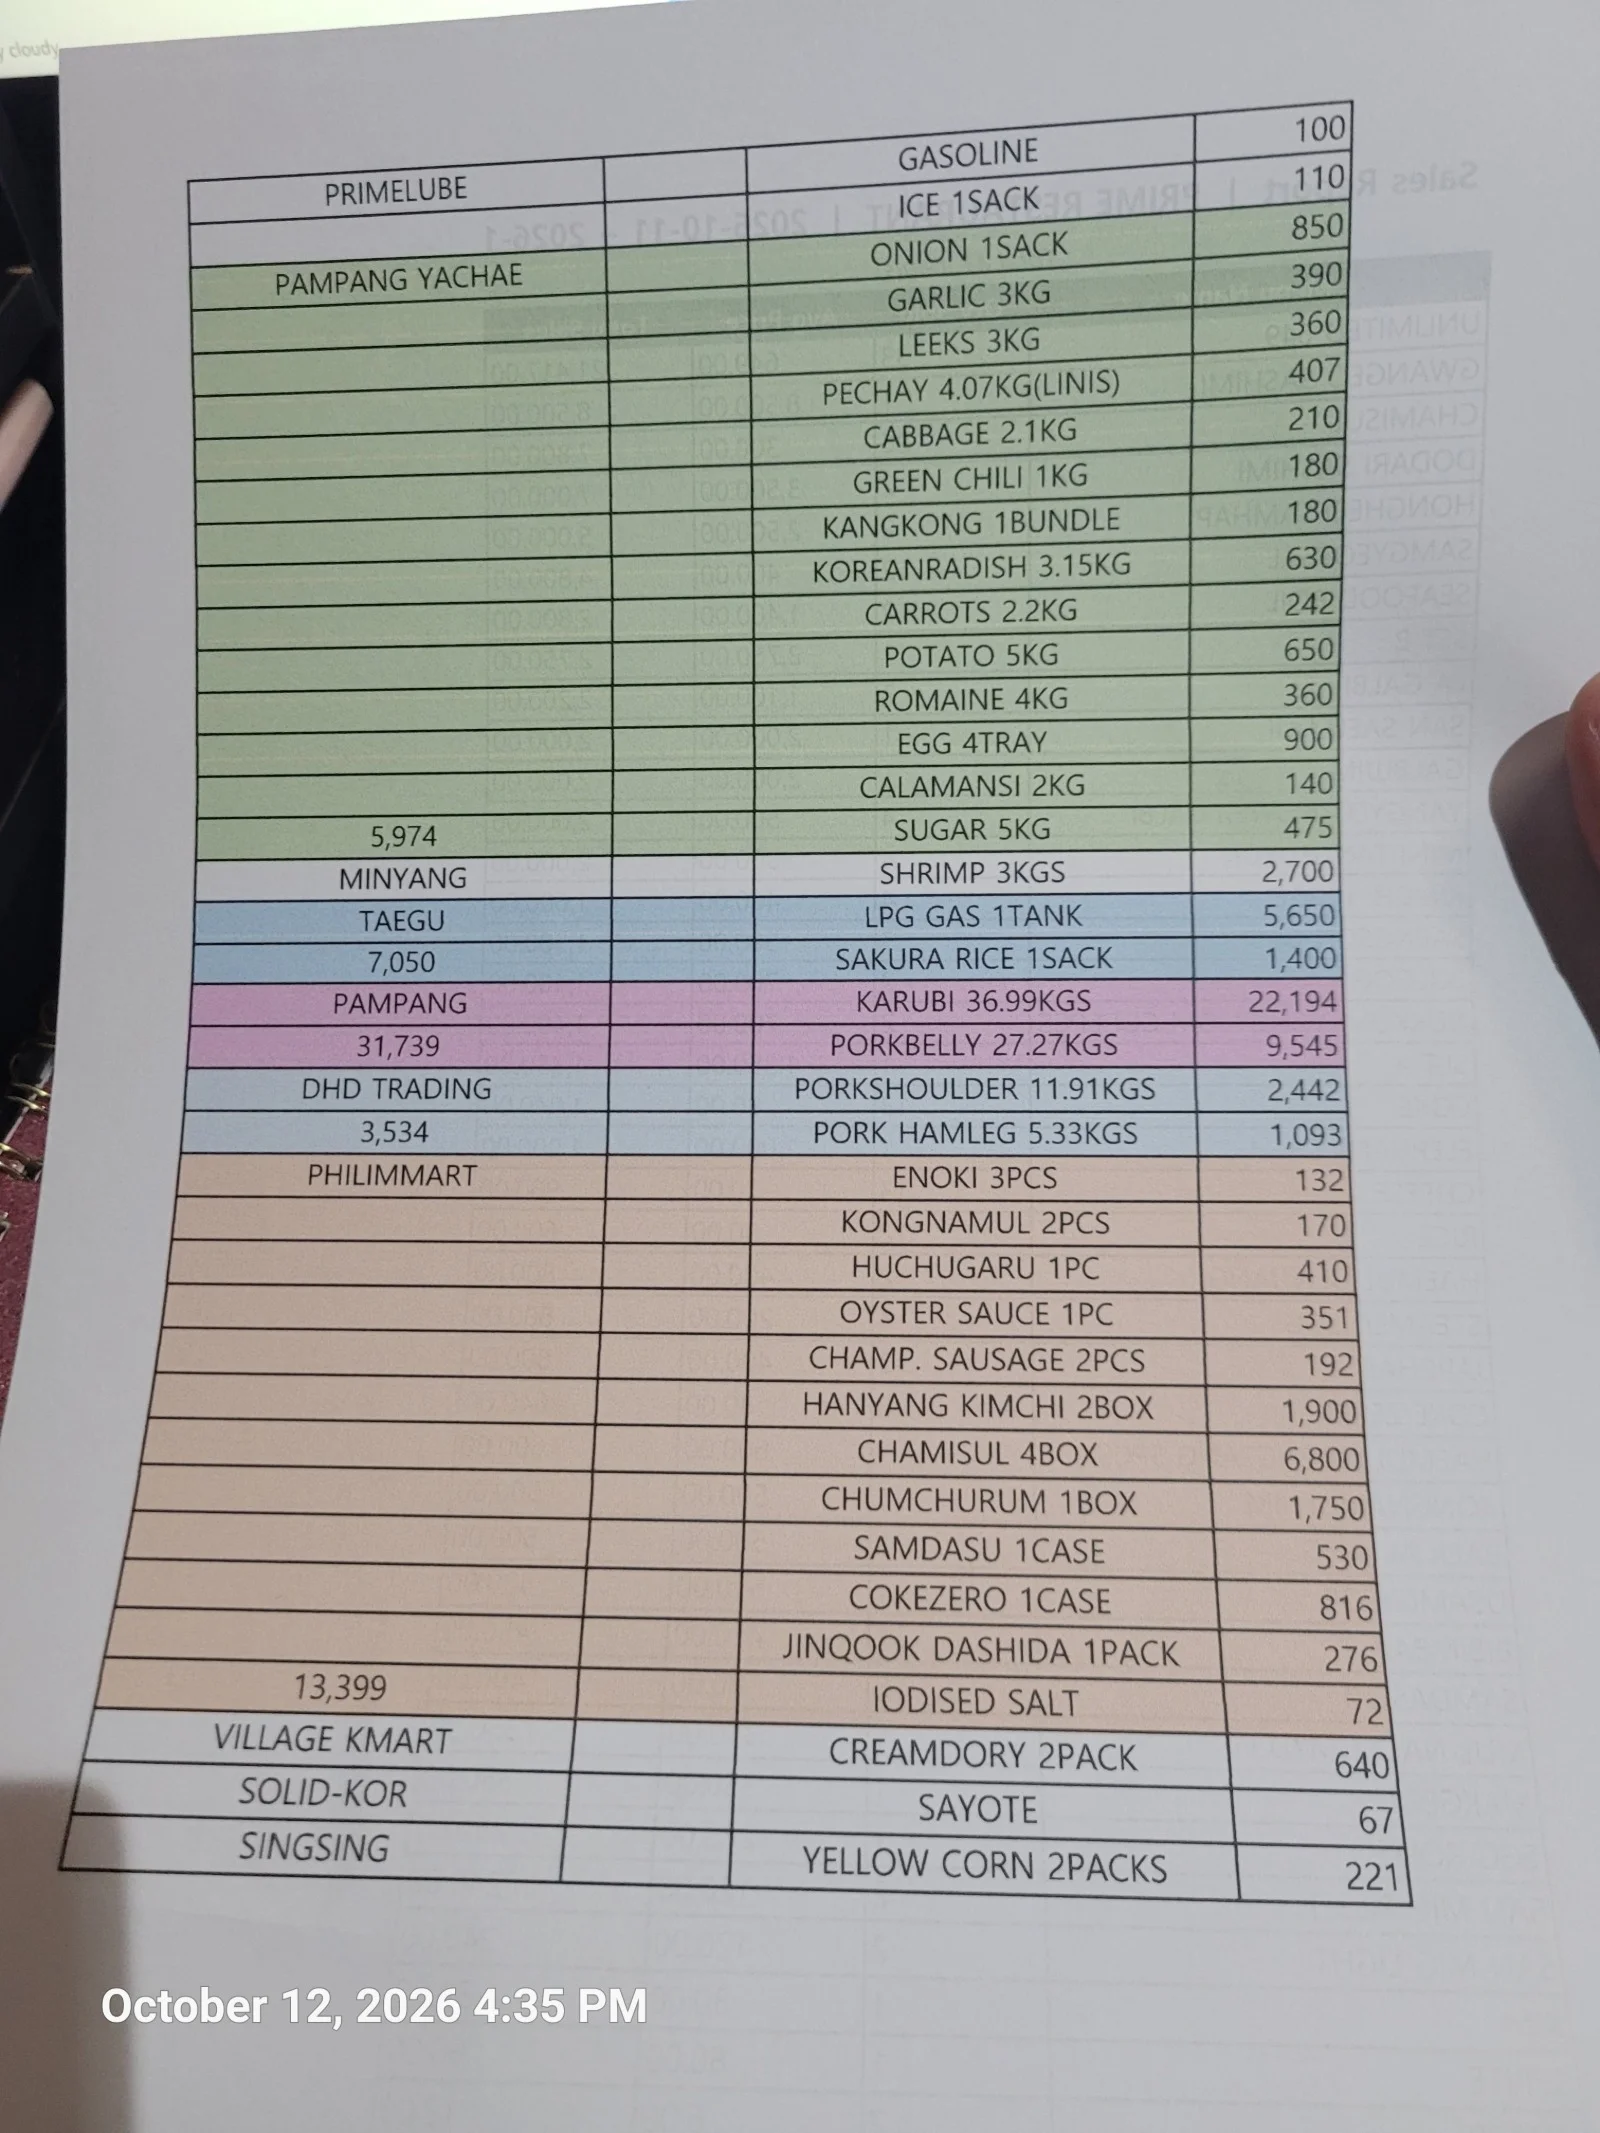 y cloudy
PRIMELUBE GASOLINE 100
ICE 1SACK 110
PAMPANG YACHAE ONION 1SACK 850
GARLIC 3KG 390
LEEKS 3KG 360
PECHAY 4.07KG(LINIS) 407
CABBAGE 2.1KG 210
GREEN CHILI 1KG 180
KANGKONG 1BUNDLE 180
KOREANRADISH 3.15KG 630
CARROTS 2.2KG 242
POTATO 5KG 650
ROMAINE 4KG 360
EGG 4TRAY 900
CALAMANSI 2KG 140
5,974 SUGAR 5KG 475
MINYANG SHRIMP 3KGS 2,700
TAEGU LPG GAS 1TANK 5,650
7,050 SAKURA RICE 1SACK 1,400
PAMPANG KARUBI 36.99KGS 22,194
31,739 PORKBELLY 27.27KGS 9,545
DHD TRADING PORKSHOULDER 11.91KGS 2,442
3,534 PORK HAMLEG 5.33KGS 1,093
PHILIMMART ENOKI 3PCS 132
KONGNAMUL 2PCS 170
HUCHUGARU 1PC 410
OYSTER SAUCE 1PC 351
CHAMP. SAUSAGE 2PCS 192
HANYANG KIMCHI 2BOX 1,900
CHAMISUL 4BOX 6,800
CHUMCHURUM 1BOX 1,750
SAMDASU 1CASE 530
COKEZERO 1CASE 816
JINQOOK DASHIDA 1PACK 276
13,399 IODISED SALT 72
VILLAGE KMART CREAMDORY 2PACK 640
SOLID-KOR SAYOTE 67
SINGSING YELLOW CORN 2PACKS 221
October 12, 2026 4:35 PM